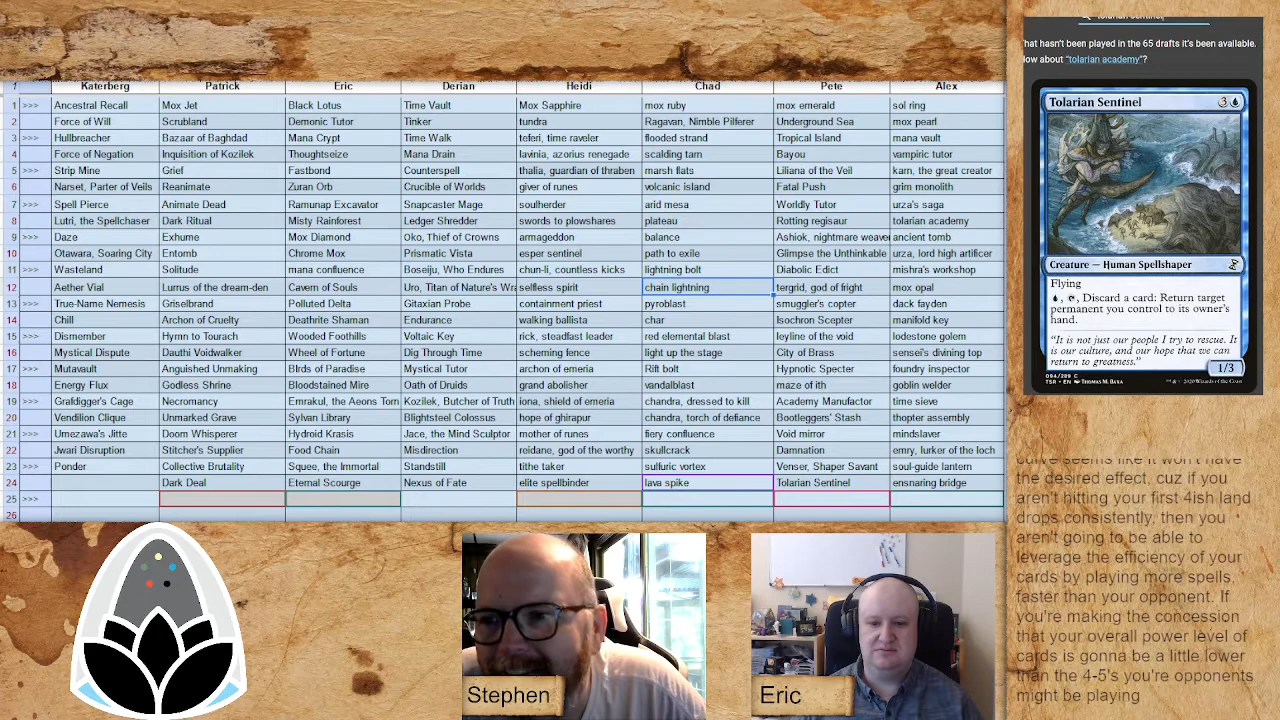 Katerberg Patrick Eric Derian Heidi Chad Pete Alex
1 >>> Ancestral Recall Mox Jet Black Lotus Time Vault Mox Sapphire mox ruby mox emerald sol ring
2 Force of Will Scrubland Demonic Tutor Tinker tundra Ragavan, Nimble Pilferer Underground Sea mox pearl
3 >>> Hullbreacher Bazaar of Baghdad Mana Crypt Time Walk teferi, time raveler flooded strand Tropical Island mana vault
4 Force of Negation Inquisition of Kozilek Thoughtseize Mana Drain lavinia, azorius renegade scalding tarn Bayou vampiric tutor
5 >>> Strip Mine Grief Fastbond Counterspell thalia, guardian of thraben marsh flats Liliana of the Veil karn, the great creator
6 Narset, Parter of Veils Reanimate Zuran Orb Crucible of Worlds giver of runes volcanic island Fatal Push grim monolith
7 >>> Spell Pierce Animate Dead Ramunap Excavator Snapcaster Mage soulherder arid mesa Worldly Tutor urza's saga
8 Lutri, the Spellchaser Dark Ritual Misty Rainforest Ledger Shredder swords to plowshares plateau Rotting regisaur tolarian academy
9 >>> Daze Exhume Mox Diamond Oko, Thief of Crowns armageddon balance Ashiok, nightmare weaver ancient tomb
10 Otawara, Soaring City Entomb Chrome Mox Prismatic Vista esper sentinel path to exile Glimpse the Unthinkable urza, lord high artificer
11 >>> Wasteland Solitude mana confluence Boseiju, Who Endures chun-li, countless kicks lightning bolt Diabolic Edict mishra's workshop
12 Aether Vial Lurrus of the dream-den Cavern of Souls Uro, Titan of Nature's Wra selfless spirit chain lightning tergrid, god of fright mox opal
13 >>> True-Name Nemesis Griselbrand Polluted Delta Gitaxian Probe containment priest pyroblast smuggler's copter dack fayden
14 Chill Archon of Cruelty Deathrite Shaman Endurance walking ballista char Isochron Scepter manifold key
15 >>> Dismember Hymn to Tourach Wooded Foothills Voltaic Key rick, steadfast leader red elemental blast leyline of the void lodestone golem
16 Mystical Dispute Dauthi Voidwalker Wheel of Fortune Dig Through Time scheming fence light up the stage City of Brass sensei's divining top
17 >>> Mutavault Anguished Unmaking BIrds of Paradise Mystical Tutor archon of emeria Rift bolt Hypnotic Specter foundry inspector
18 Energy Flux Godless Shrine Bloodstained Mire Oath of Druids grand abolisher vandalblast maze of ith goblin welder
19 >>> Grafdigger's Cage Necromancy Emrakul, the Aeons Torn Kozilek, Butcher of Truth iona, shield of emeria chandra, dressed to kill Academy Manufactor time sieve
20 Vendilion Clique Unmarked Grave Sylvan Library Blightsteel Colossus hope of ghirapur chandra, torch of defiance Bootleggers' Stash thopter assembly
21 >>> Umezawa's Jitte Doom Whisperer Hydroid Krasis Jace, the Mind Sculptor mother of runes fiery confluence Void mirror mindslaver
22 Jwari Disruption Stitcher's Supplier Food Chain Misdirection reidane, god of the worthy skullcrack Damnation emry, lurker of the loch
23 >>> Ponder Collective Brutality Squee, the Immortal Standstill tithe taker sulfuric vortex Venser, Shaper Savant soul-guide lantern
24 Dark Deal Eternal Scourge Nexus of Fate elite spellbinder lava spike Tolarian Sentinel ensnaring bridge
25 >>>
26
tolarian sentinel
hat hasn't been played in the 65 drafts it's been available.
low about "tolarian academy"?
Tolarian Sentinel 3
Creature — Human Spellshaper
Flying
, , Discard a card: Return target
permanent you control to its owner's
hand.
"It is not just our people I try to rescue. It
is our culture, and our hope that we can
return to greatness."
1/3
094/289 C
TSR • EN THOMAS M. BAXA
curve seems like it won't have
the desired effect, cuz if you
aren't hitting your first 4ish land
drops consistently, then you
aren't going to be able to
leverage the efficiency of your
cards by playing more spells,
faster than your opponent. If
you're making the concession
that your overall power level of
cards is gonna be a little lower
than the 4-5's you're opponents
might be playing
Stephen
Eric